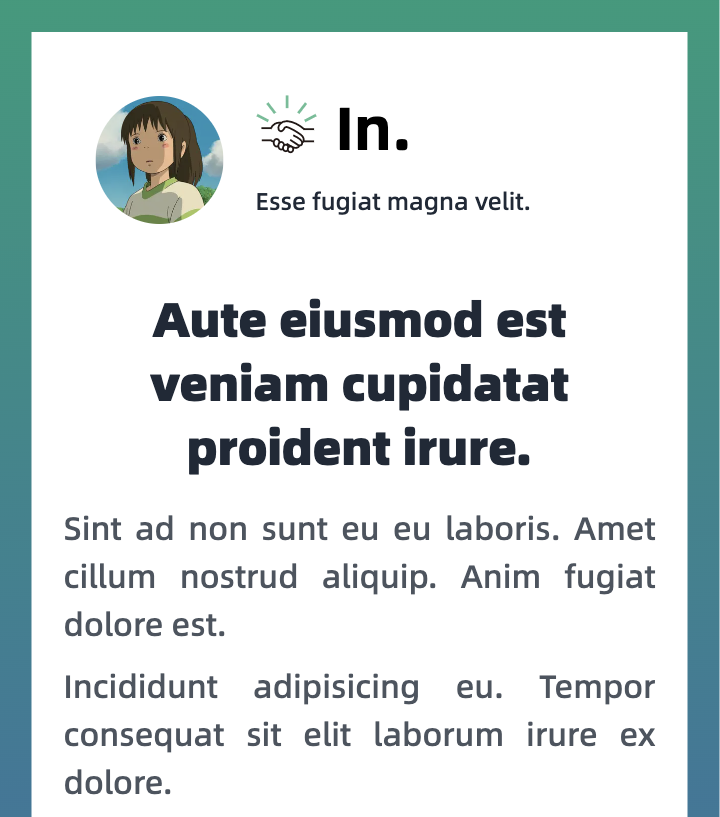 In.
Esse fugiat magna velit.
Aute eiusmod est
veniam cupidatat
proident irure.
Sint ad non sunt eu eu laboris. Amet
cillum nostrud aliquip. Anim fugiat
dolore est.
Incididunt adipisicing eu. Tempor
consequat sit elit laborum irure ex
dolore.